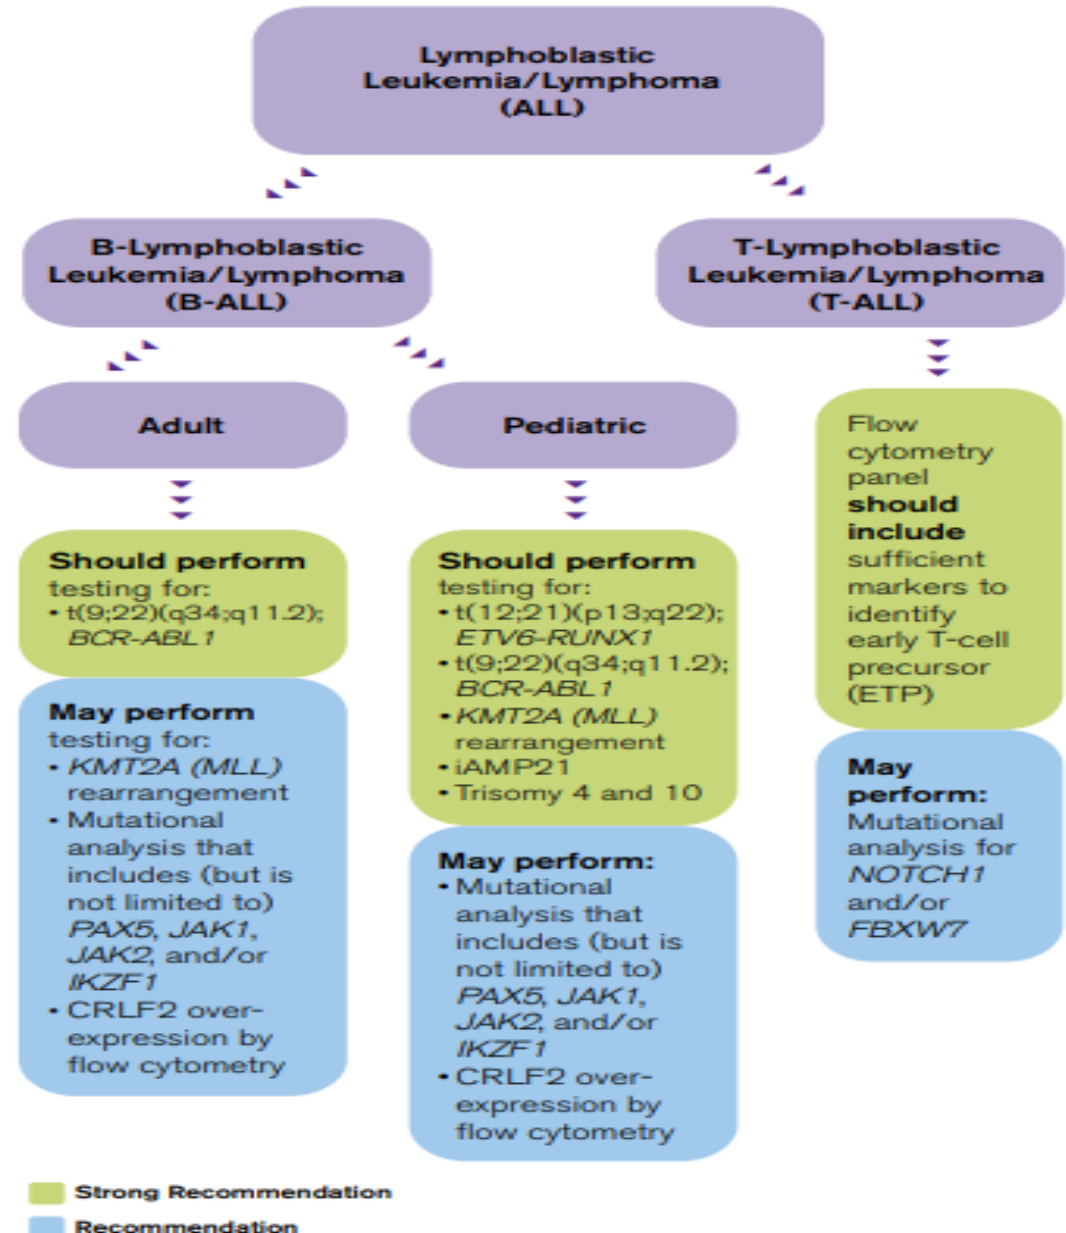 Lymphoblastic
Leukemia/Lymphoma
(ALL)
B-Lymphoblastic
Leukemia/Lymphoma
(B-ALL)
T-Lymphoblastic
Leukemia/Lymphoma
(T-ALL)
Adult
Pediatric
Should perform
testing for:
• t(9;22)(q34;q11.2);
BCR-ABL1
May perform
testing for:
• KMT2A (MLL)
rearrangement
• Mutational
analysis that
includes (but is
not limited to)
PAX5, JAK1,
JAK2, and/or
IKZF1
• CRLF2 over-
expression by
flow cytometry
Should perform
testing for:
• t(12;21)(p13;q22);
ETV6-RUNX1
• t(9;22)(q34;q11.2);
BCR-ABL1
• KMT2A (MLL)
rearrangement
• iAMP21
• Trisomy 4 and 10
May perform:
• Mutational
analysis that
includes (but is
not limited to)
PAX5, JAK1,
JAK2, and/or
IKZF1
• CRLF2 over-
expression by
flow cytometry
Flow
cytometry
panel
should
include
sufficient
markers to
identify
early T-cell
precursor
(ETP)
May
perform:
Mutational
analysis for
NOTCH1
and/or
FBXW7
Strong Recommendation
Recommendation